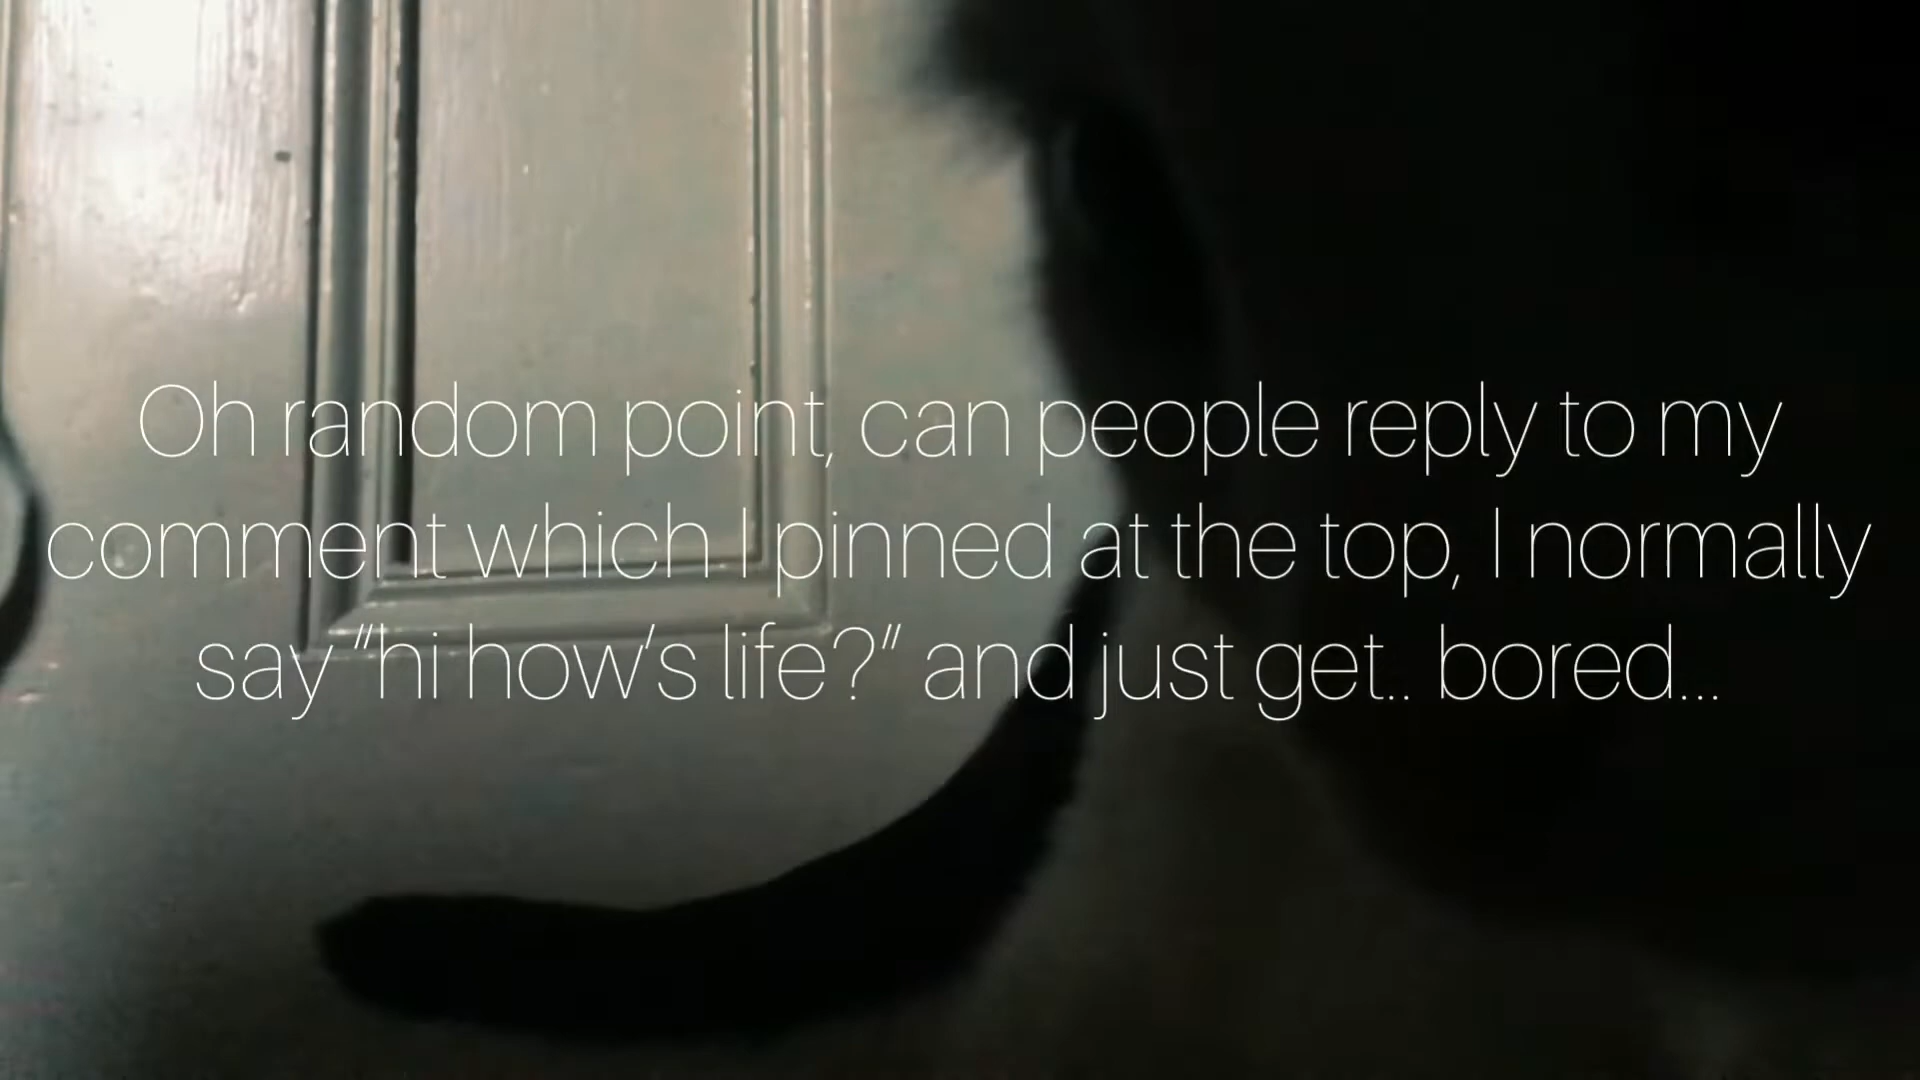 Oh random point, can people reply to my
comment which I pinned at the top, I normally
say "hi how's life?" and just get.. bored...